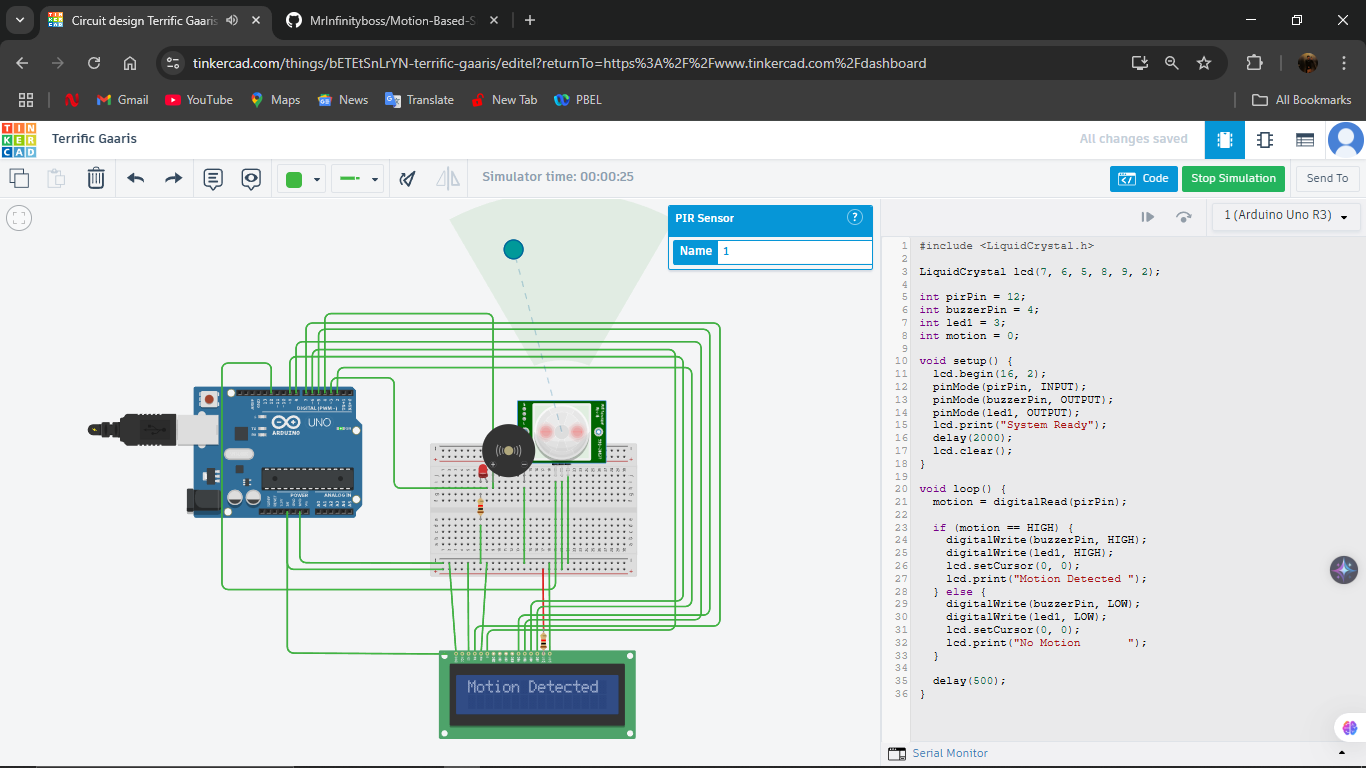 Circuit design Terrific Gaaris
MrInfinityboss/Motion-Based-S
tinkercad.com/things/bETEtSnLrYN-terrific-gaaris/editel?returnTo=https%3A%2F%2Fwww.tinkercad.com%2Fdashboard
Gmail
YouTube
Maps
News
Translate
New Tab
PBEL
All Bookmarks
TIN
KER
CAD
Terrific Gaaris
All changes saved
Simulator time: 00:00:25
Code
Stop Simulation
Send To
PIR Sensor
?
Name 1
1 (Arduino Uno R3)
DIGITAL (PWM~)
UNO
ARDUINO
POWER ANALOG IN
Motion Detected
1 #include <LiquidCrystal.h>
2
3 LiquidCrystal lcd(7, 6, 5, 8, 9, 2);
4
5 int pirPin = 12;
6 int buzzerPin = 4;
7 int led1 = 3;
8 int motion = 0;
9
10 void setup() {
11 lcd.begin(16, 2);
12 pinMode(pirPin, INPUT);
13 pinMode(buzzerPin, OUTPUT);
14 pinMode(led1, OUTPUT);
15 lcd.print("System Ready");
16 delay(2000);
17 lcd.clear();
18 }
19
20 void loop() {
21 motion = digitalRead(pirPin);
22
23 if (motion == HIGH) {
24 digitalWrite(buzzerPin, HIGH);
25 digitalWrite(led1, HIGH);
26 lcd.setCursor(0, 0);
27 lcd.print("Motion Detected ");
28 } else {
29 digitalWrite(buzzerPin, LOW);
30 digitalWrite(led1, LOW);
31 lcd.setCursor(0, 0);
32 lcd.print("No Motion       ");
33 }
34
35 delay(500);
36 }
Serial Monitor